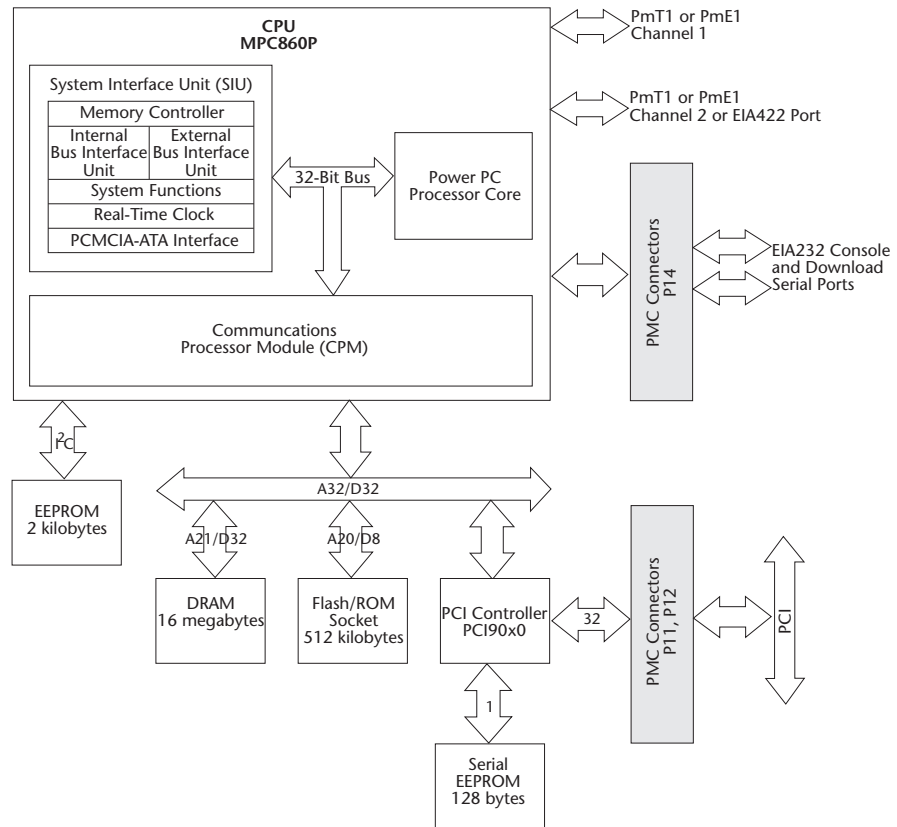 CPU
MPC860P
System Interface Unit (SIU)
Memory Controller
Internal
Bus Interface
Unit
External
Bus Interface
Unit
System Functions
Real-Time Clock
PCMCIA-ATA Interface
32-Bit Bus
Power PC
Processor Core
Communcations
Processor Module (CPM)
PmT1 or PmE1
Channel 1
PmT1 or PmE1
Channel 2 or EIA422 Port
PMC Connectors
P14
EIA232 Console
and Download
Serial Ports
I2C
EEPROM
2 kilobytes
A32/D32
A21/D32
A20/D8
DRAM
16 megabytes
Flash/ROM
Socket
512 kilobytes
PCI Controller
PCI90x0
32
PMC Connectors
P11, P12
PCI
1
Serial
EEPROM
128 bytes